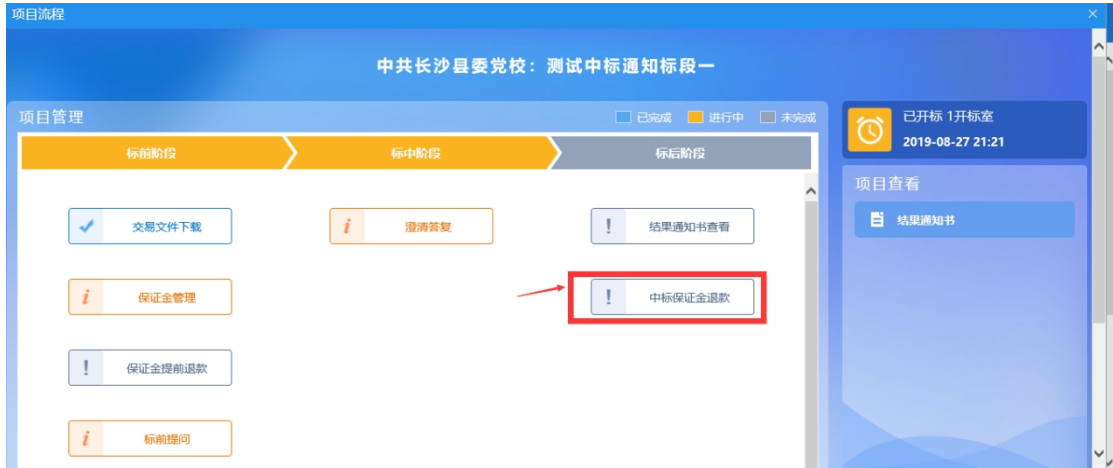 项目流程
中共长沙县委党校：测试中标通知标段一
项目管理
已完成 进行中 未完成
标前阶段 标中阶段 标后阶段
交易文件下载 澄清答复 结果通知书查看
保证金管理 中标保证金退款
保证金提前退款
标前提问
已开标 1开标室
2019-08-27 21:21
项目查看
结果通知书